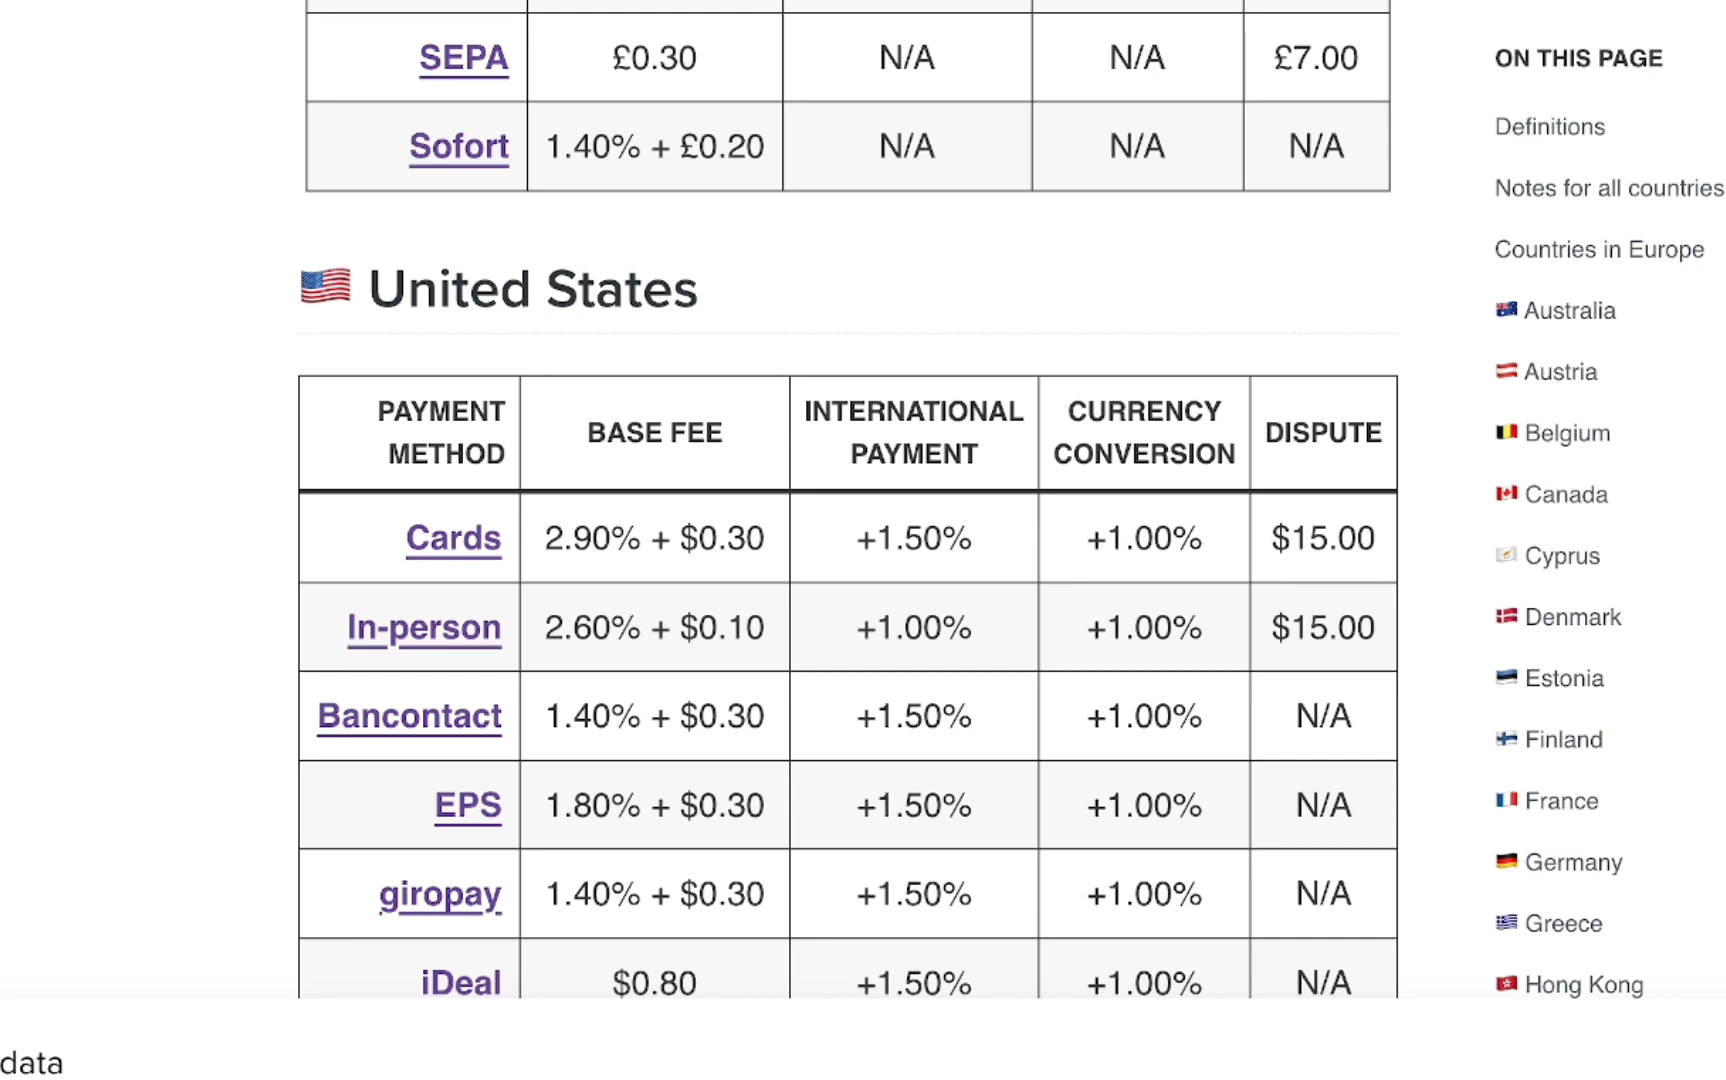 SEPA £0.30 N/A N/A £7.00
Sofort 1.40% + £0.20 N/A N/A N/A
United States
PAYMENT METHOD BASE FEE INTERNATIONAL PAYMENT CURRENCY CONVERSION DISPUTE
Cards 2.90% + $0.30 +1.50% +1.00% $15.00
In-person 2.60% + $0.10 +1.00% +1.00% $15.00
Bancontact 1.40% + $0.30 +1.50% +1.00% N/A
EPS 1.80% + $0.30 +1.50% +1.00% N/A
giropay 1.40% + $0.30 +1.50% +1.00% N/A
iDeal $0.80 +1.50% +1.00% N/A
ON THIS PAGE
Definitions
Notes for all countries
Countries in Europe
Australia
Austria
Belgium
Canada
Cyprus
Denmark
Estonia
Finland
France
Germany
Greece
Hong Kong
data